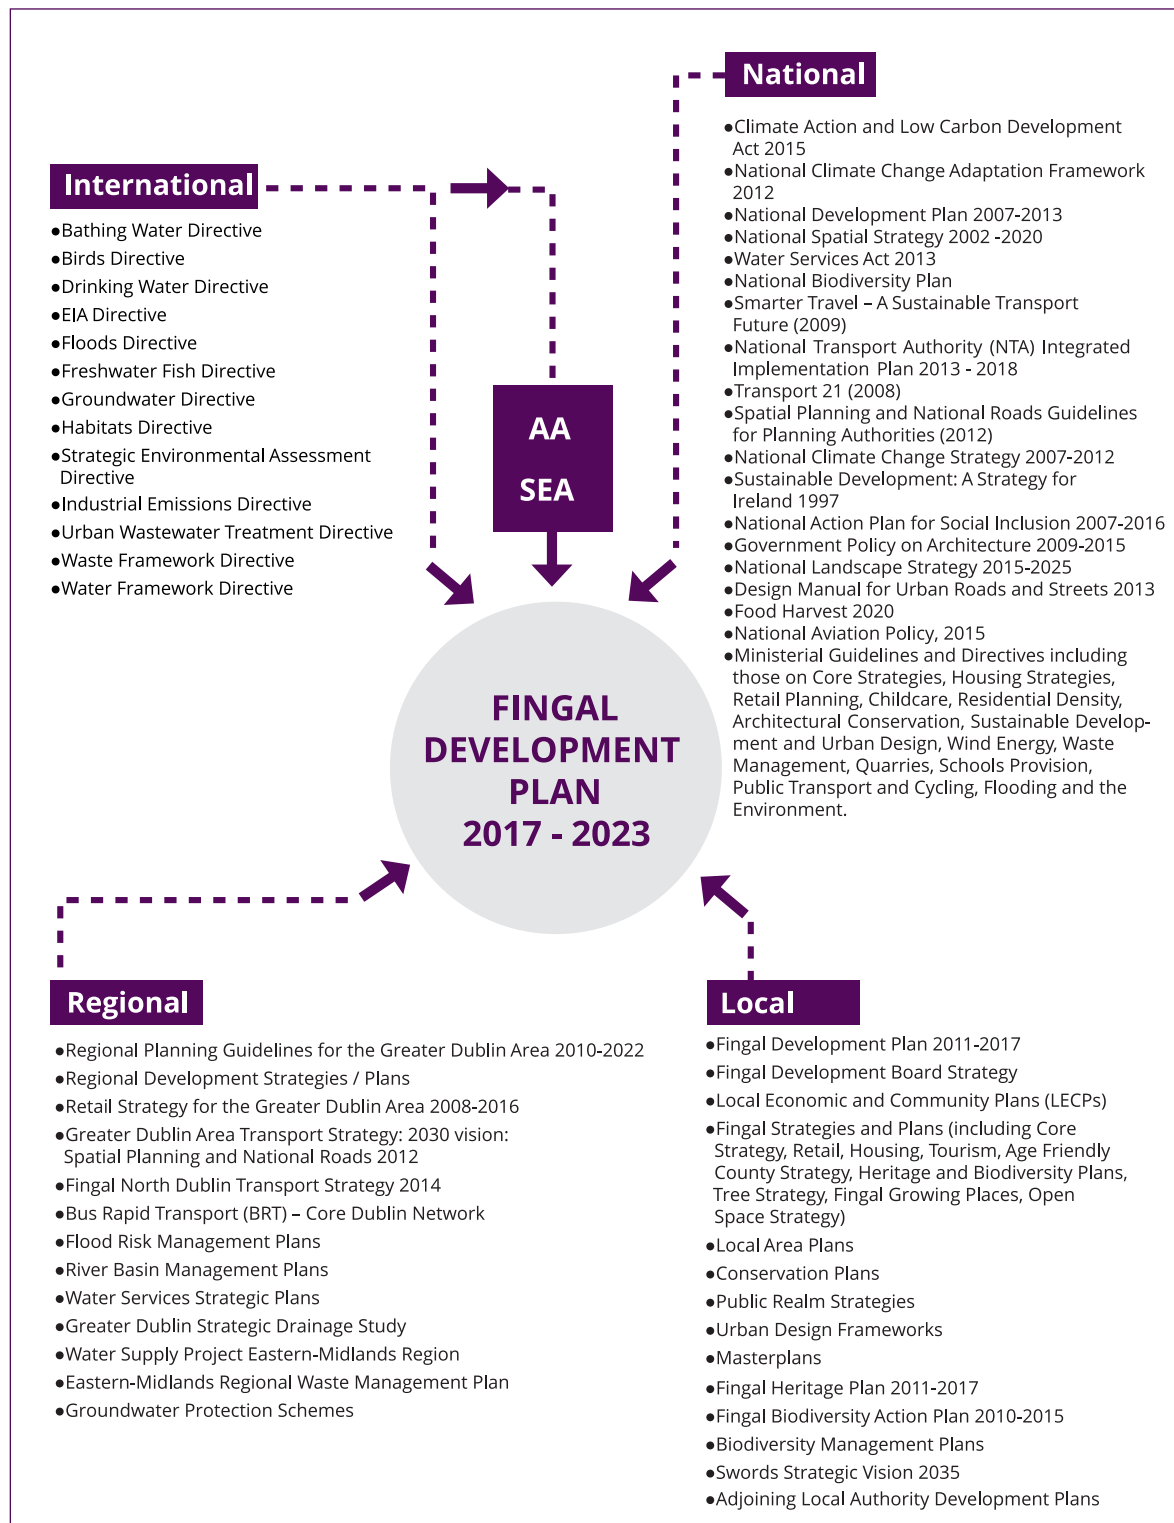 International
●Bathing Water Directive
●Birds Directive
●Drinking Water Directive
●EIA Directive
●Floods Directive
●Freshwater Fish Directive
●Groundwater Directive
●Habitats Directive
●Strategic Environmental Assessment
Directive
●Industrial Emissions Directive
●Urban Wastewater Treatment Directive
●Waste Framework Directive
●Water Framework Directive
AA
SEA
National
●Climate Action and Low Carbon Development
Act 2015
●National Climate Change Adaptation Framework
2012
●National Development Plan 2007-2013
●National Spatial Strategy 2002 -2020
●Water Services Act 2013
●National Biodiversity Plan
●Smarter Travel – A Sustainable Transport
Future (2009)
●National Transport Authority (NTA) Integrated
Implementation Plan 2013 - 2018
●Transport 21 (2008)
●Spatial Planning and National Roads Guidelines
for Planning Authorities (2012)
●National Climate Change Strategy 2007-2012
●Sustainable Development: A Strategy for
Ireland 1997
●National Action Plan for Social Inclusion 2007-2016
●Government Policy on Architecture 2009-2015
●National Landscape Strategy 2015-2025
●Design Manual for Urban Roads and Streets 2013
●Food Harvest 2020
●National Aviation Policy, 2015
●Ministerial Guidelines and Directives including
those on Core Strategies, Housing Strategies,
Retail Planning, Childcare, Residential Density,
Architectural Conservation, Sustainable Develop-
ment and Urban Design, Wind Energy, Waste
Management, Quarries, Schools Provision,
Public Transport and Cycling, Flooding and the
Environment.
FINGAL
DEVELOPMENT
PLAN
2017 - 2023
Regional
●Regional Planning Guidelines for the Greater Dublin Area 2010-2022
●Regional Development Strategies / Plans
●Retail Strategy for the Greater Dublin Area 2008-2016
●Greater Dublin Area Transport Strategy: 2030 vision:
Spatial Planning and National Roads 2012
●Fingal North Dublin Transport Strategy 2014
●Bus Rapid Transport (BRT) – Core Dublin Network
●Flood Risk Management Plans
●River Basin Management Plans
●Water Services Strategic Plans
●Greater Dublin Strategic Drainage Study
●Water Supply Project Eastern-Midlands Region
●Eastern-Midlands Regional Waste Management Plan
●Groundwater Protection Schemes
Local
●Fingal Development Plan 2011-2017
●Fingal Development Board Strategy
●Local Economic and Community Plans (LECPs)
●Fingal Strategies and Plans (including Core
Strategy, Retail, Housing, Tourism, Age Friendly
County Strategy, Heritage and Biodiversity Plans,
Tree Strategy, Fingal Growing Places, Open
Space Strategy)
●Local Area Plans
●Conservation Plans
●Public Realm Strategies
●Urban Design Frameworks
●Masterplans
●Fingal Heritage Plan 2011-2017
●Fingal Biodiversity Action Plan 2010-2015
●Biodiversity Management Plans
●Swords Strategic Vision 2035
●Adjoining Local Authority Development Plans